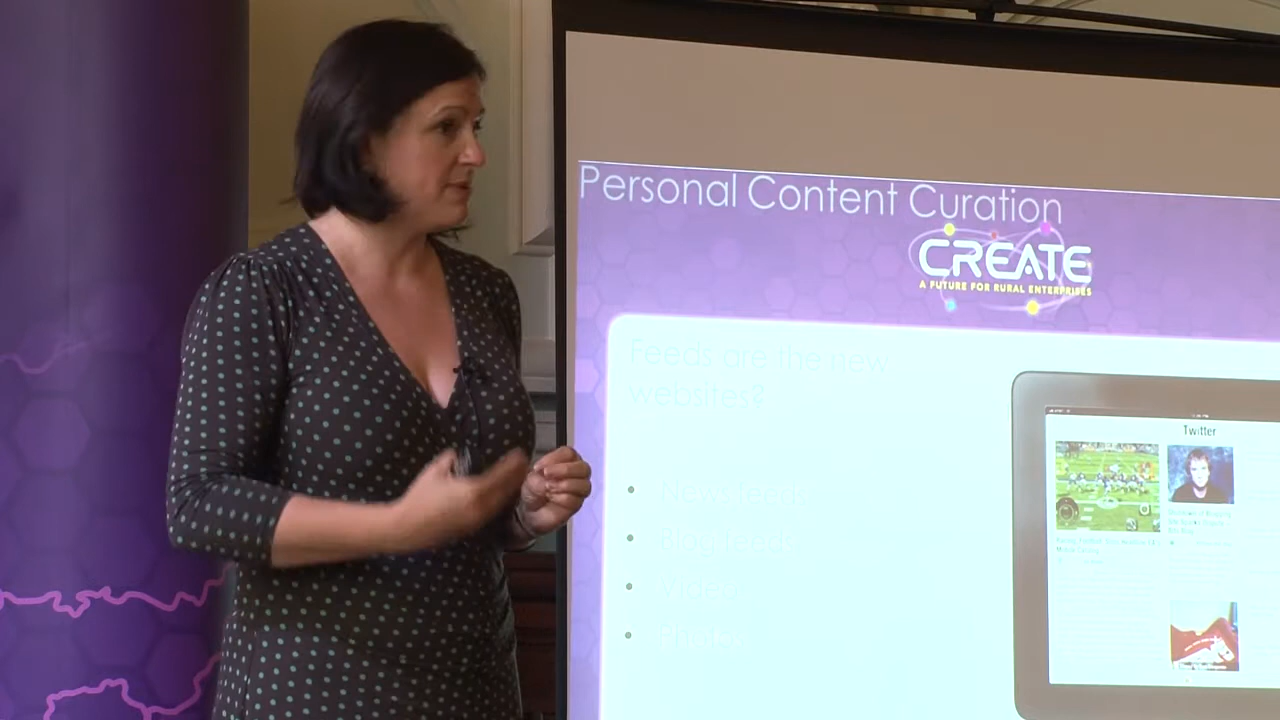 Personal Content Curation
CREATE
A FUTURE FOR RURAL ENTERPRISES
Feeds are the new
websites?
• News feeds
• Blog feeds
• Video
• Photos
Twitter